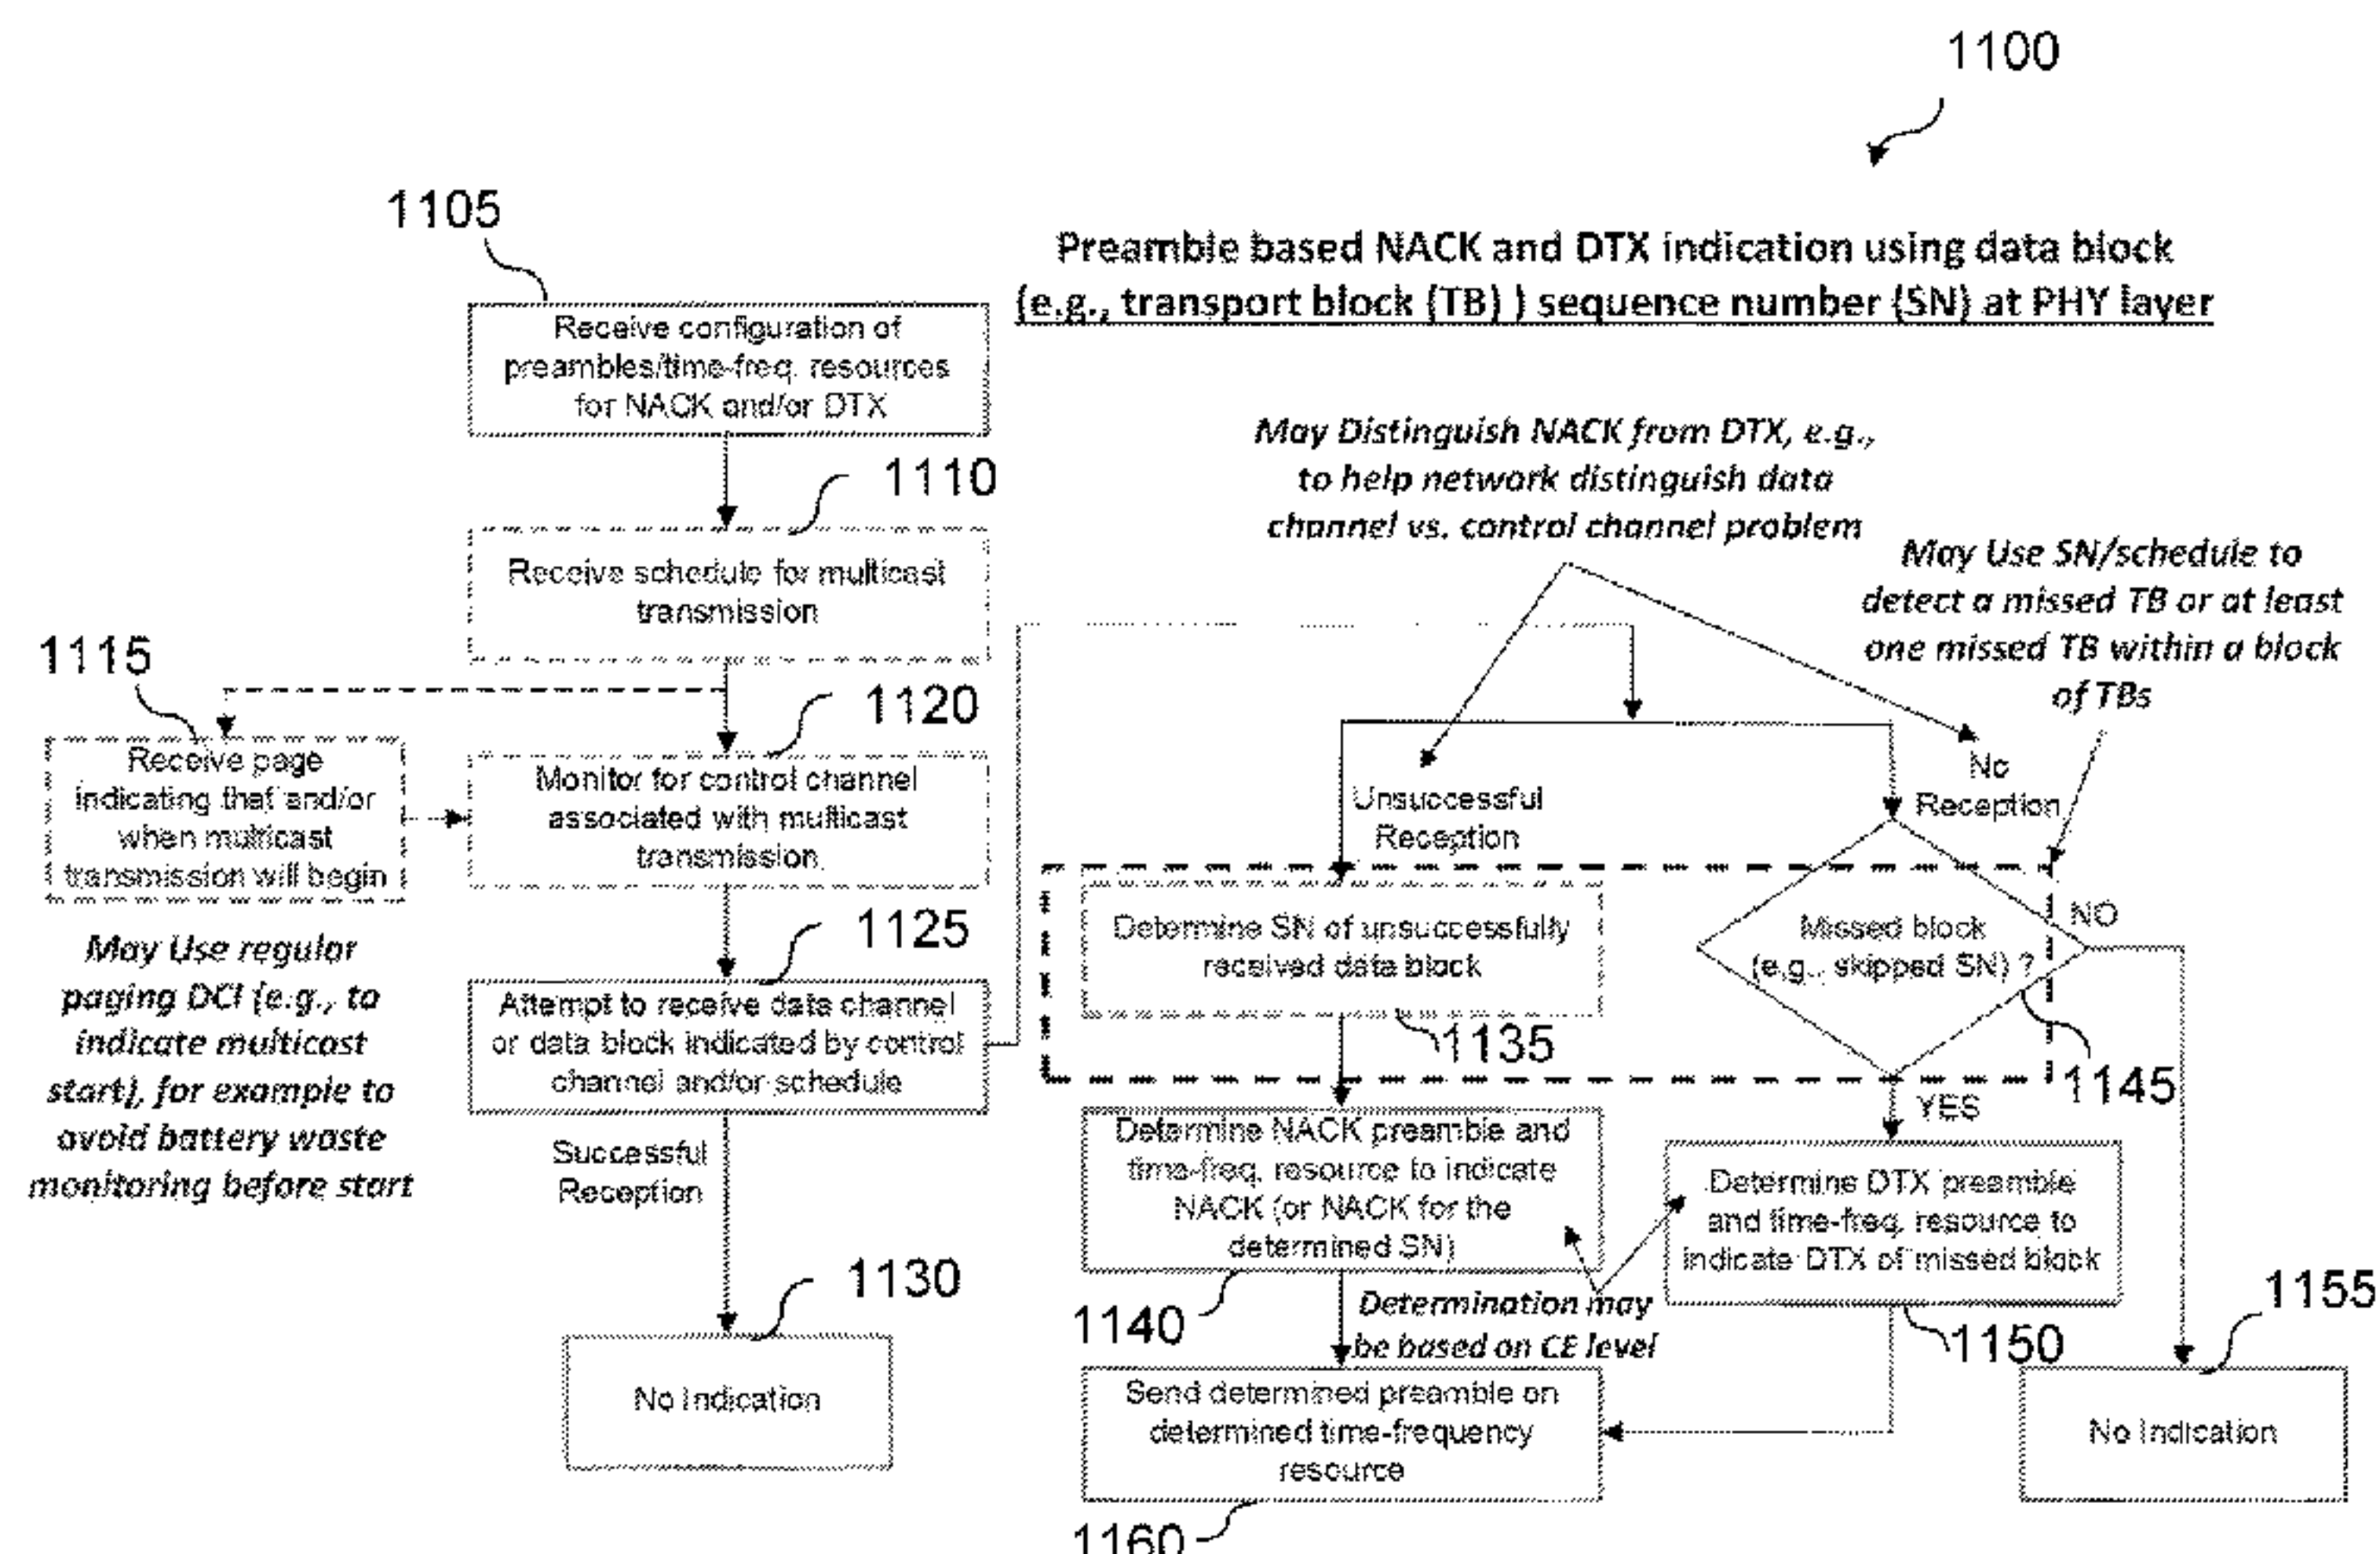 1100
Preamble based NACK and DTX indication using data block
(e.g., transport block (TB) ) sequence number (SN) at PHY layer
1105
Receive configuration of
preambles/time-freq. resources
for NACK and/or DTX
1110
Receive schedule for multicast
transmission
1115
Receive page
indicating that and/or
when multicast
transmission will begin
May Use regular
paging DCI (e.g., to
indicate multicast
start), for example to
avoid battery waste
monitoring before start
1120
Monitor for control channel
associated with multicast
transmission
1125
Attempt to receive data channel
or data block indicated by control
channel and/or schedule
Successful
Reception
1130
No Indication
May Distinguish NACK from DTX, e.g.,
to help network distinguish data
channel vs. control channel problem
May Use SN/schedule to
detect a missed TB or at least
one missed TB within a block
of TBs
Unsuccessful
Reception
No
Reception
Determine SN of unsuccessfully
received data block
1135
Missed block
(e.g., skipped SN) ?
NO
1145
YES
Determine NACK preamble and
time-freq. resource to indicate
NACK (or NACK for the
determined SN)
1140
Determine DTX preamble
and time-freq. resource to
indicate DTX of missed block
1150
Determination may
be based on CE level
1155
No Indication
Send determined preamble on
determined time-frequency
resource
1160